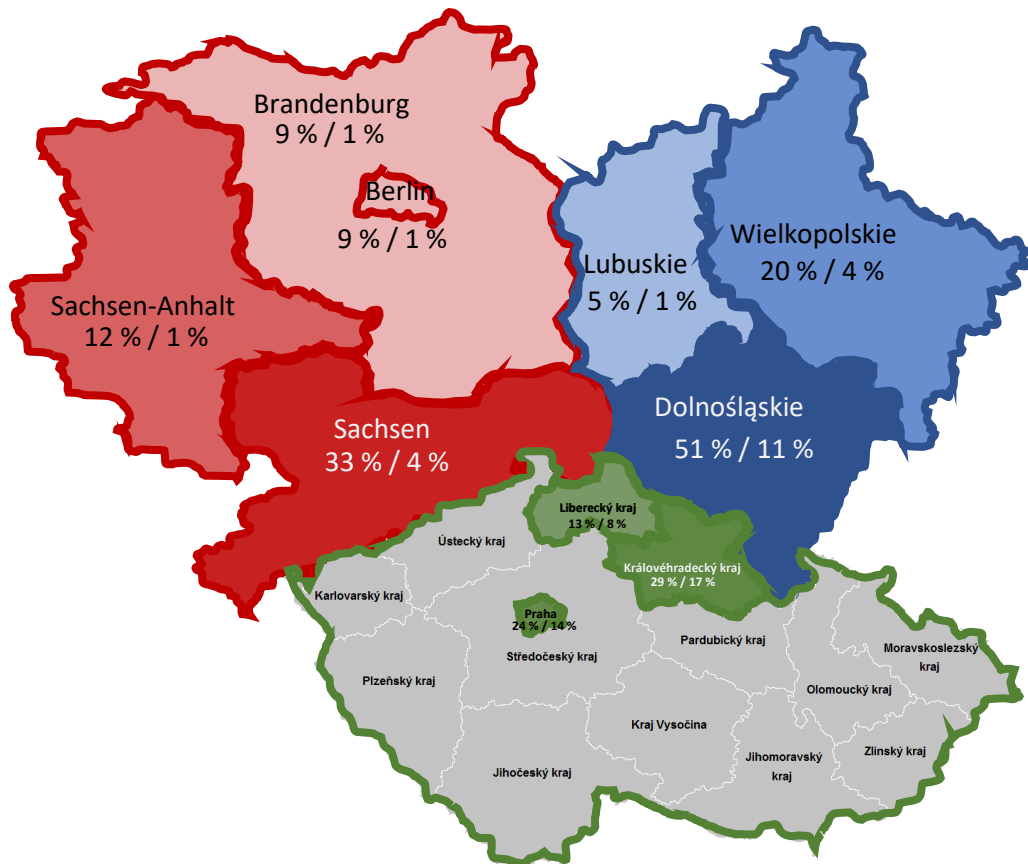 Brandenburg
9 % / 1 %
Berlin
9 % / 1 %
Wielkopolskie
20 % / 4 %
Lubuskie
5 % / 1 %
Sachsen-Anhalt
12 % / 1 %
Dolnośląskie
51 % / 11 %
Sachsen
33 % / 4 %
Liberecký kraj
13 % / 8 %
Ústecký kraj
Královéhradecký kraj
29 % / 17 %
Karlovarský kraj
Praha
24 % / 14 %
Pardubický kraj
Středočeský kraj
Moravskoslezský
kraj
Plzeňský kraj
Olomoucký kraj
Kraj Vysočina
Zlínský kraj
Jihomoravský
kraj
Jihočeský kraj